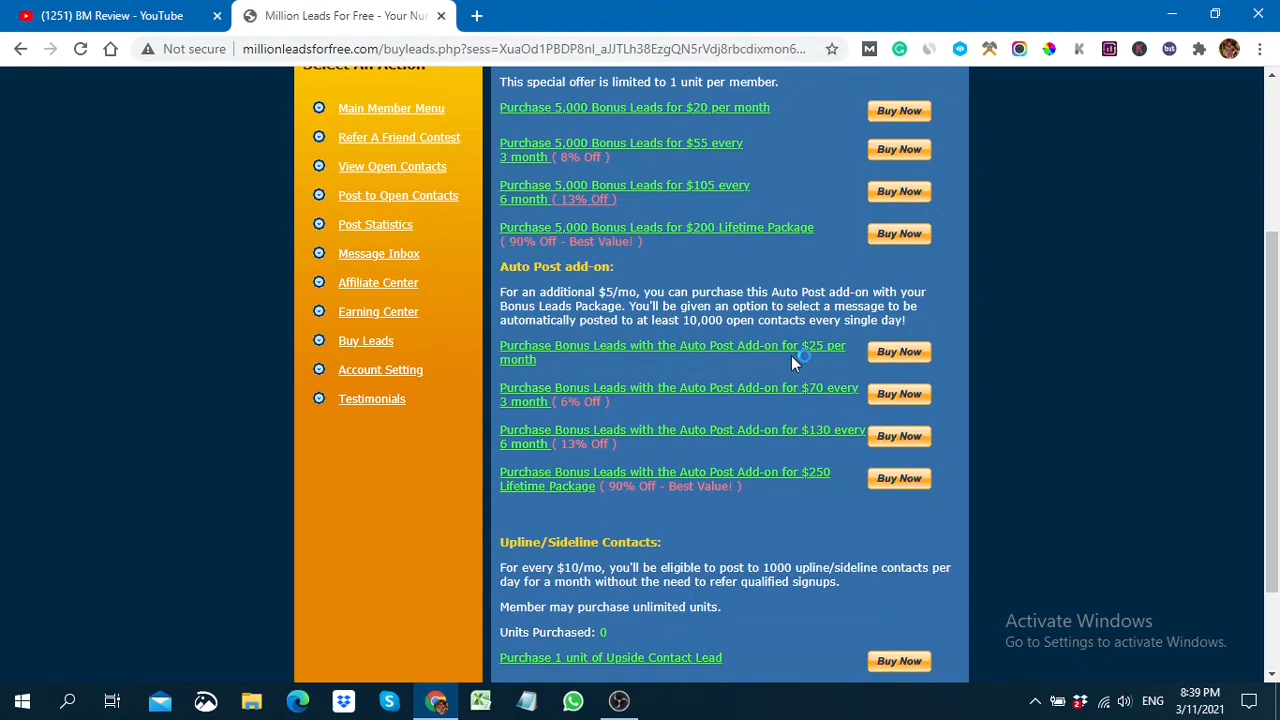 (1251) BM Review - YouTube
Million Leads For Free - Your Nu
Not secure
millionleadsforfree.com/buyleads.php?sess=XuaOd1PBDP8nl_aJJTLh38EzgQN5rVdj8rbcdixmon6...
Select An Action
Main Member Menu
Refer A Friend Contest
View Open Contacts
Post to Open Contacts
Post Statistics
Message Inbox
Affiliate Center
Earning Center
Buy Leads
Account Setting
Testimonials
This special offer is limited to 1 unit per member.
Purchase 5,000 Bonus Leads for $20 per month
Buy Now
Purchase 5,000 Bonus Leads for $55 every
3 month ( 8% Off )
Buy Now
Purchase 5,000 Bonus Leads for $105 every
6 month ( 13% Off )
Buy Now
Purchase 5,000 Bonus Leads for $200 Lifetime Package
( 90% Off - Best Value! )
Buy Now
Auto Post add-on:
For an additional $5/mo, you can purchase this Auto Post add-on with your
Bonus Leads Package. You'll be given an option to select a message to be
automatically posted to at least 10,000 open contacts every single day!
Purchase Bonus Leads with the Auto Post Add-on for $25 per
month
Buy Now
Purchase Bonus Leads with the Auto Post Add-on for $70 every
3 month ( 6% Off )
Buy Now
Purchase Bonus Leads with the Auto Post Add-on for $130 every
6 month ( 13% Off )
Buy Now
Purchase Bonus Leads with the Auto Post Add-on for $250
Lifetime Package ( 90% Off - Best Value! )
Buy Now
Upline/Sideline Contacts:
For every $10/mo, you'll be eligible to post to 1000 upline/sideline contacts per
day for a month without the need to refer qualified signups.
Member may purchase unlimited units.
Units Purchased: 0
Purchase 1 unit of Upside Contact Lead
Buy Now
Activate Windows
Go to Settings to activate Windows.
ENG
8:39 PM
3/11/2021